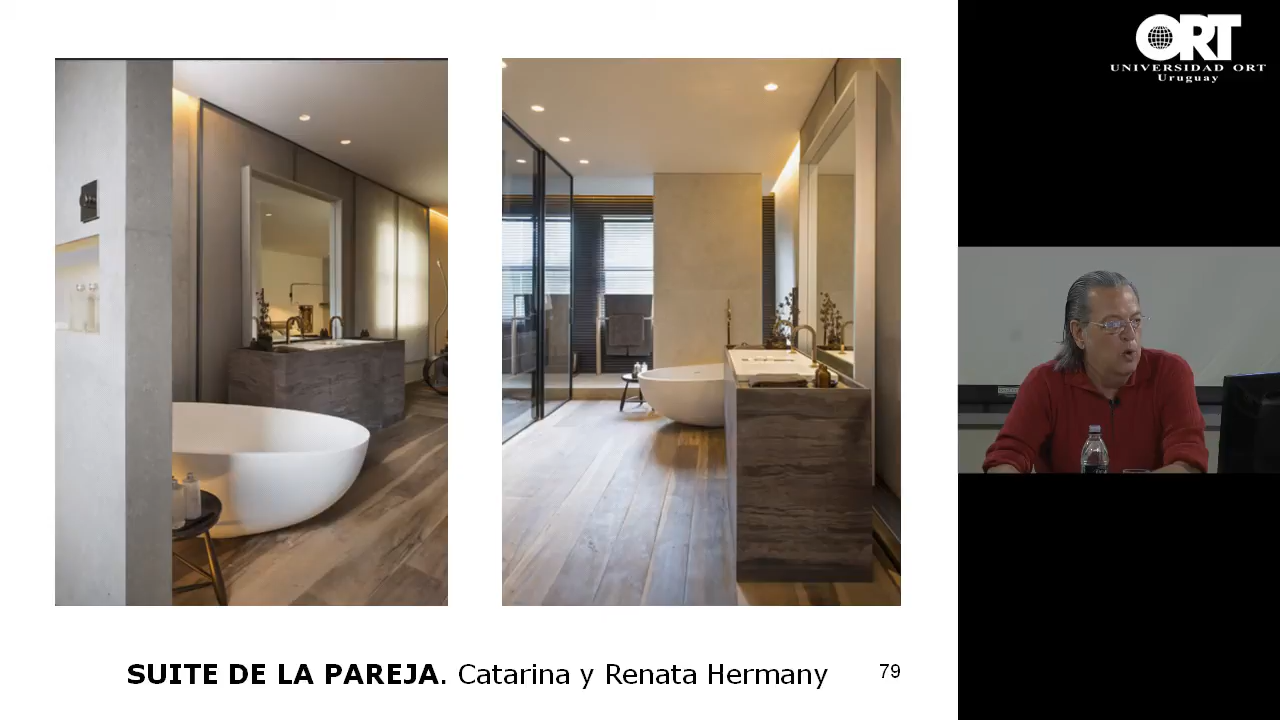 ORT
UNIVERSIDAD ORT
Uruguay
SUITE DE LA PAREJA. Catarina y Renata Hermany
79